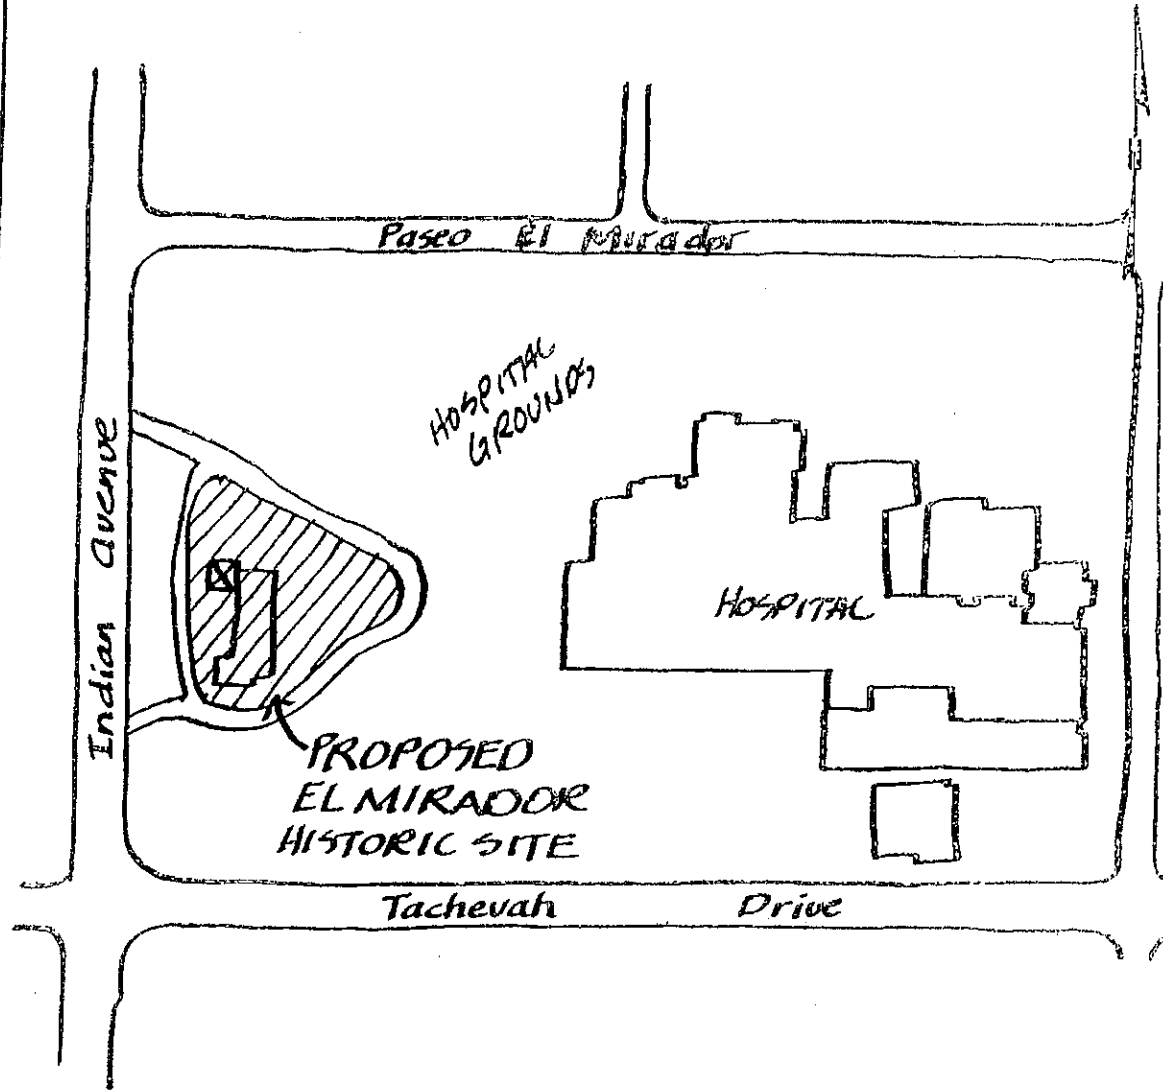 Paseo El Mirador
HOSPITAL
GROUNDS
Indian Avenue
HOSPITAL
PROPOSED
EL MIRADOR
HISTORIC SITE
Tachevah Drive